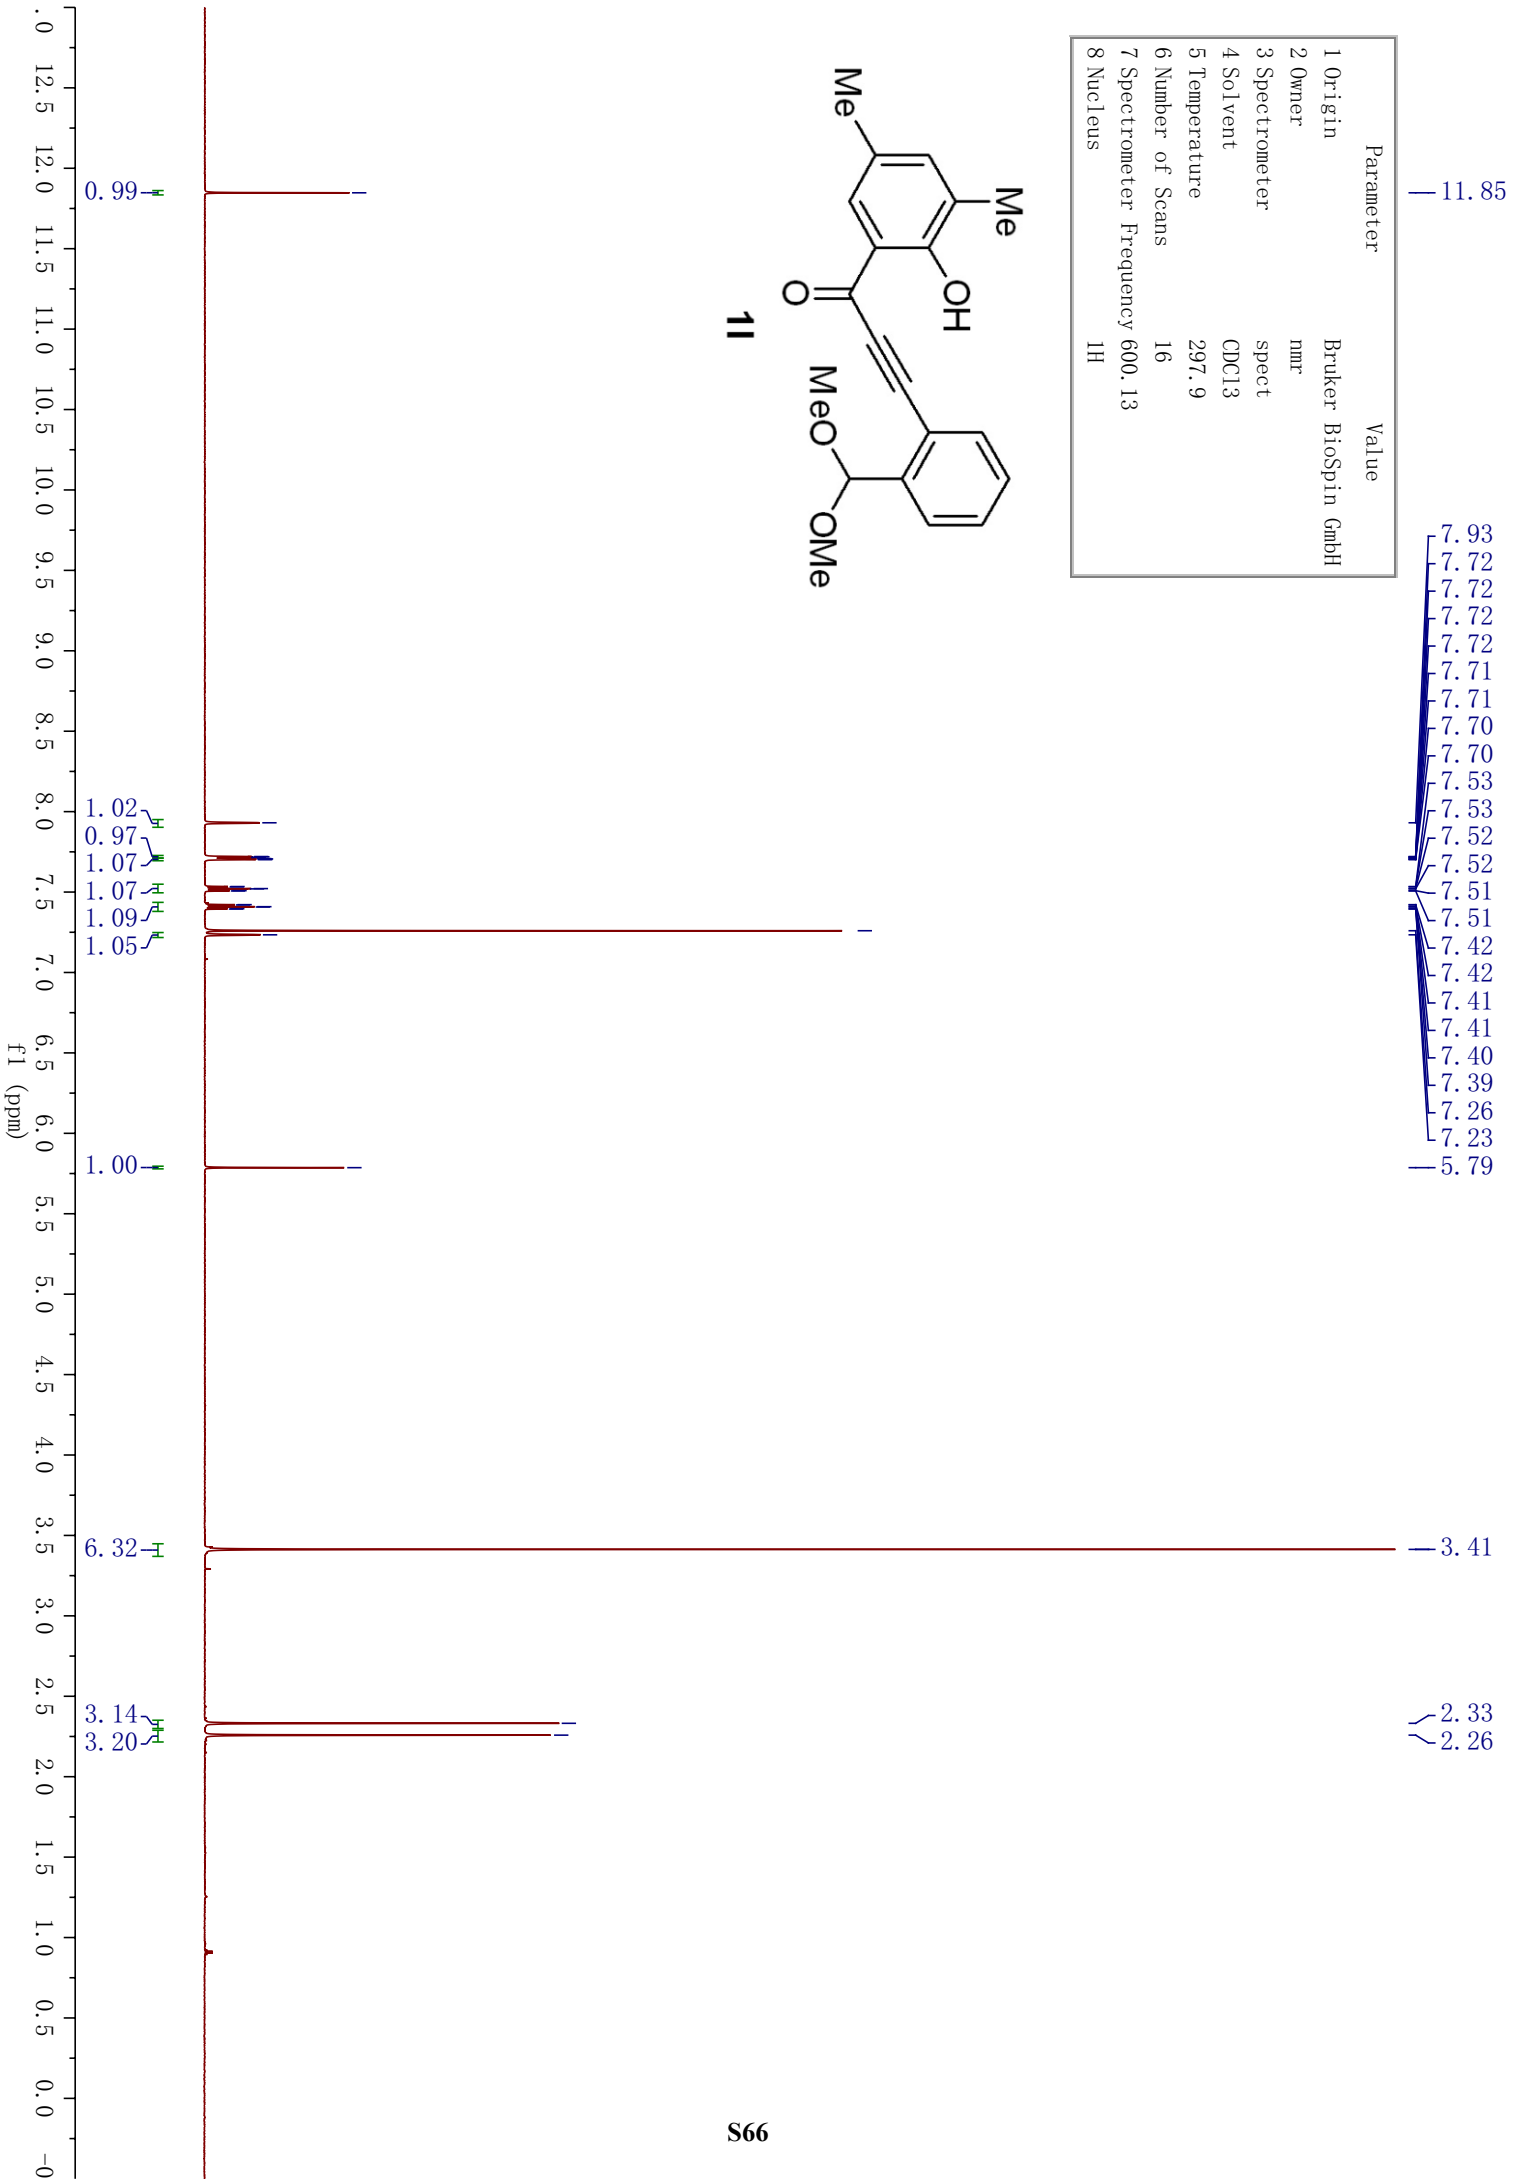 Parameter Value
1 Origin Bruker BioSpin GmbH
2 Owner nmr
3 Spectrometer spect
4 Solvent CDCl3
5 Temperature 297.9
6 Number of Scans 16
7 Spectrometer Frequency 600.13
8 Nucleus 1H
11.85
7.93
7.72
7.72
7.72
7.72
7.71
7.71
7.70
7.70
7.53
7.53
7.52
7.52
7.51
7.51
7.42
7.42
7.41
7.41
7.40
7.39
7.26
7.23
5.79
3.41
2.33
2.26
Me
OH
Me
O
MeO
OMe
1l
0.99
1.02
0.97
1.07
1.07
1.09
1.05
1.00
6.32
3.14
3.20
.0 12.5 12.0 11.5 11.0 10.5 10.0 9.5 9.0 8.5 8.0 7.5 7.0 6.5 6.0 5.5 5.0 4.5 4.0 3.5 3.0 2.5 2.0 1.5 1.0 0.5 0.0 -0
f1 (ppm)
S66